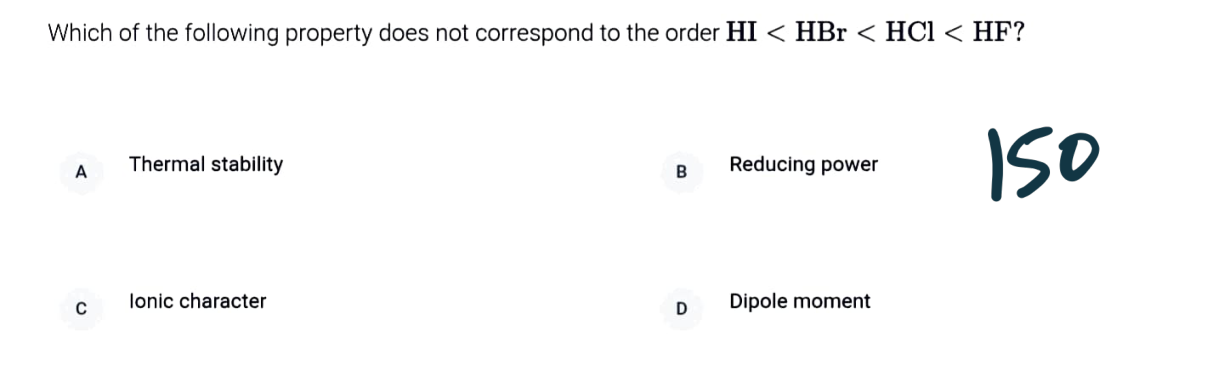 Which of the following property does not correspond to the order HI < HBr < HCl < HF?
A Thermal stability
B Reducing power
150
C Ionic character
D Dipole moment